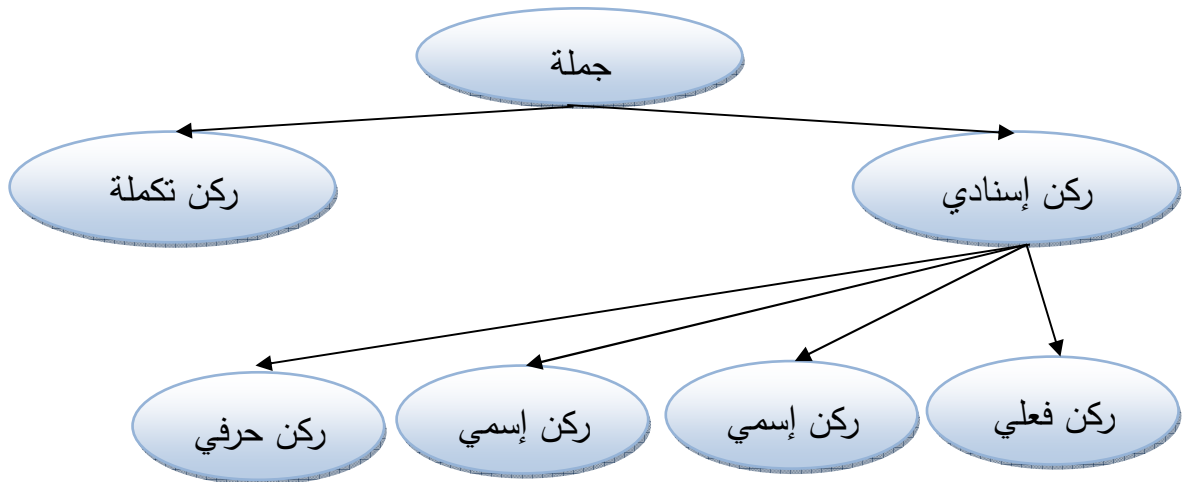 جملة
ركن إسنادي
ركن تكملة
ركن فعلي
ركن إسمي
ركن إسمي
ركن حرفي